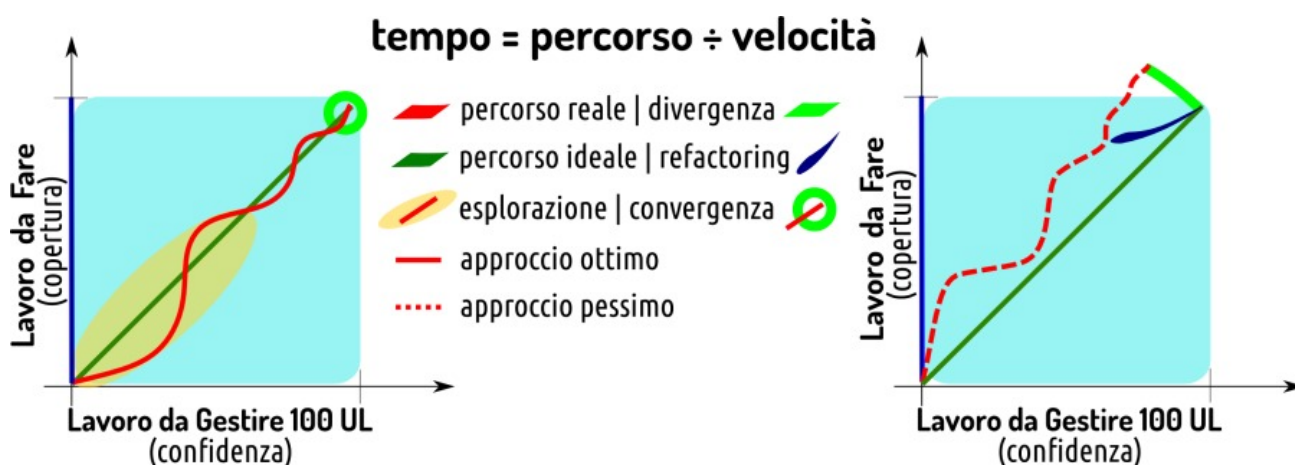 tempo = percorso ÷ velocità
Lavoro da Fare
(copertura)
Lavoro da Gestire 100 UL
(confidenza)
percorso reale | divergenza
percorso ideale | refactoring
esplorazione | convergenza
approccio ottimo
approccio pessimo
Lavoro da Fare
(copertura)
Lavoro da Gestire 100 UL
(confidenza)